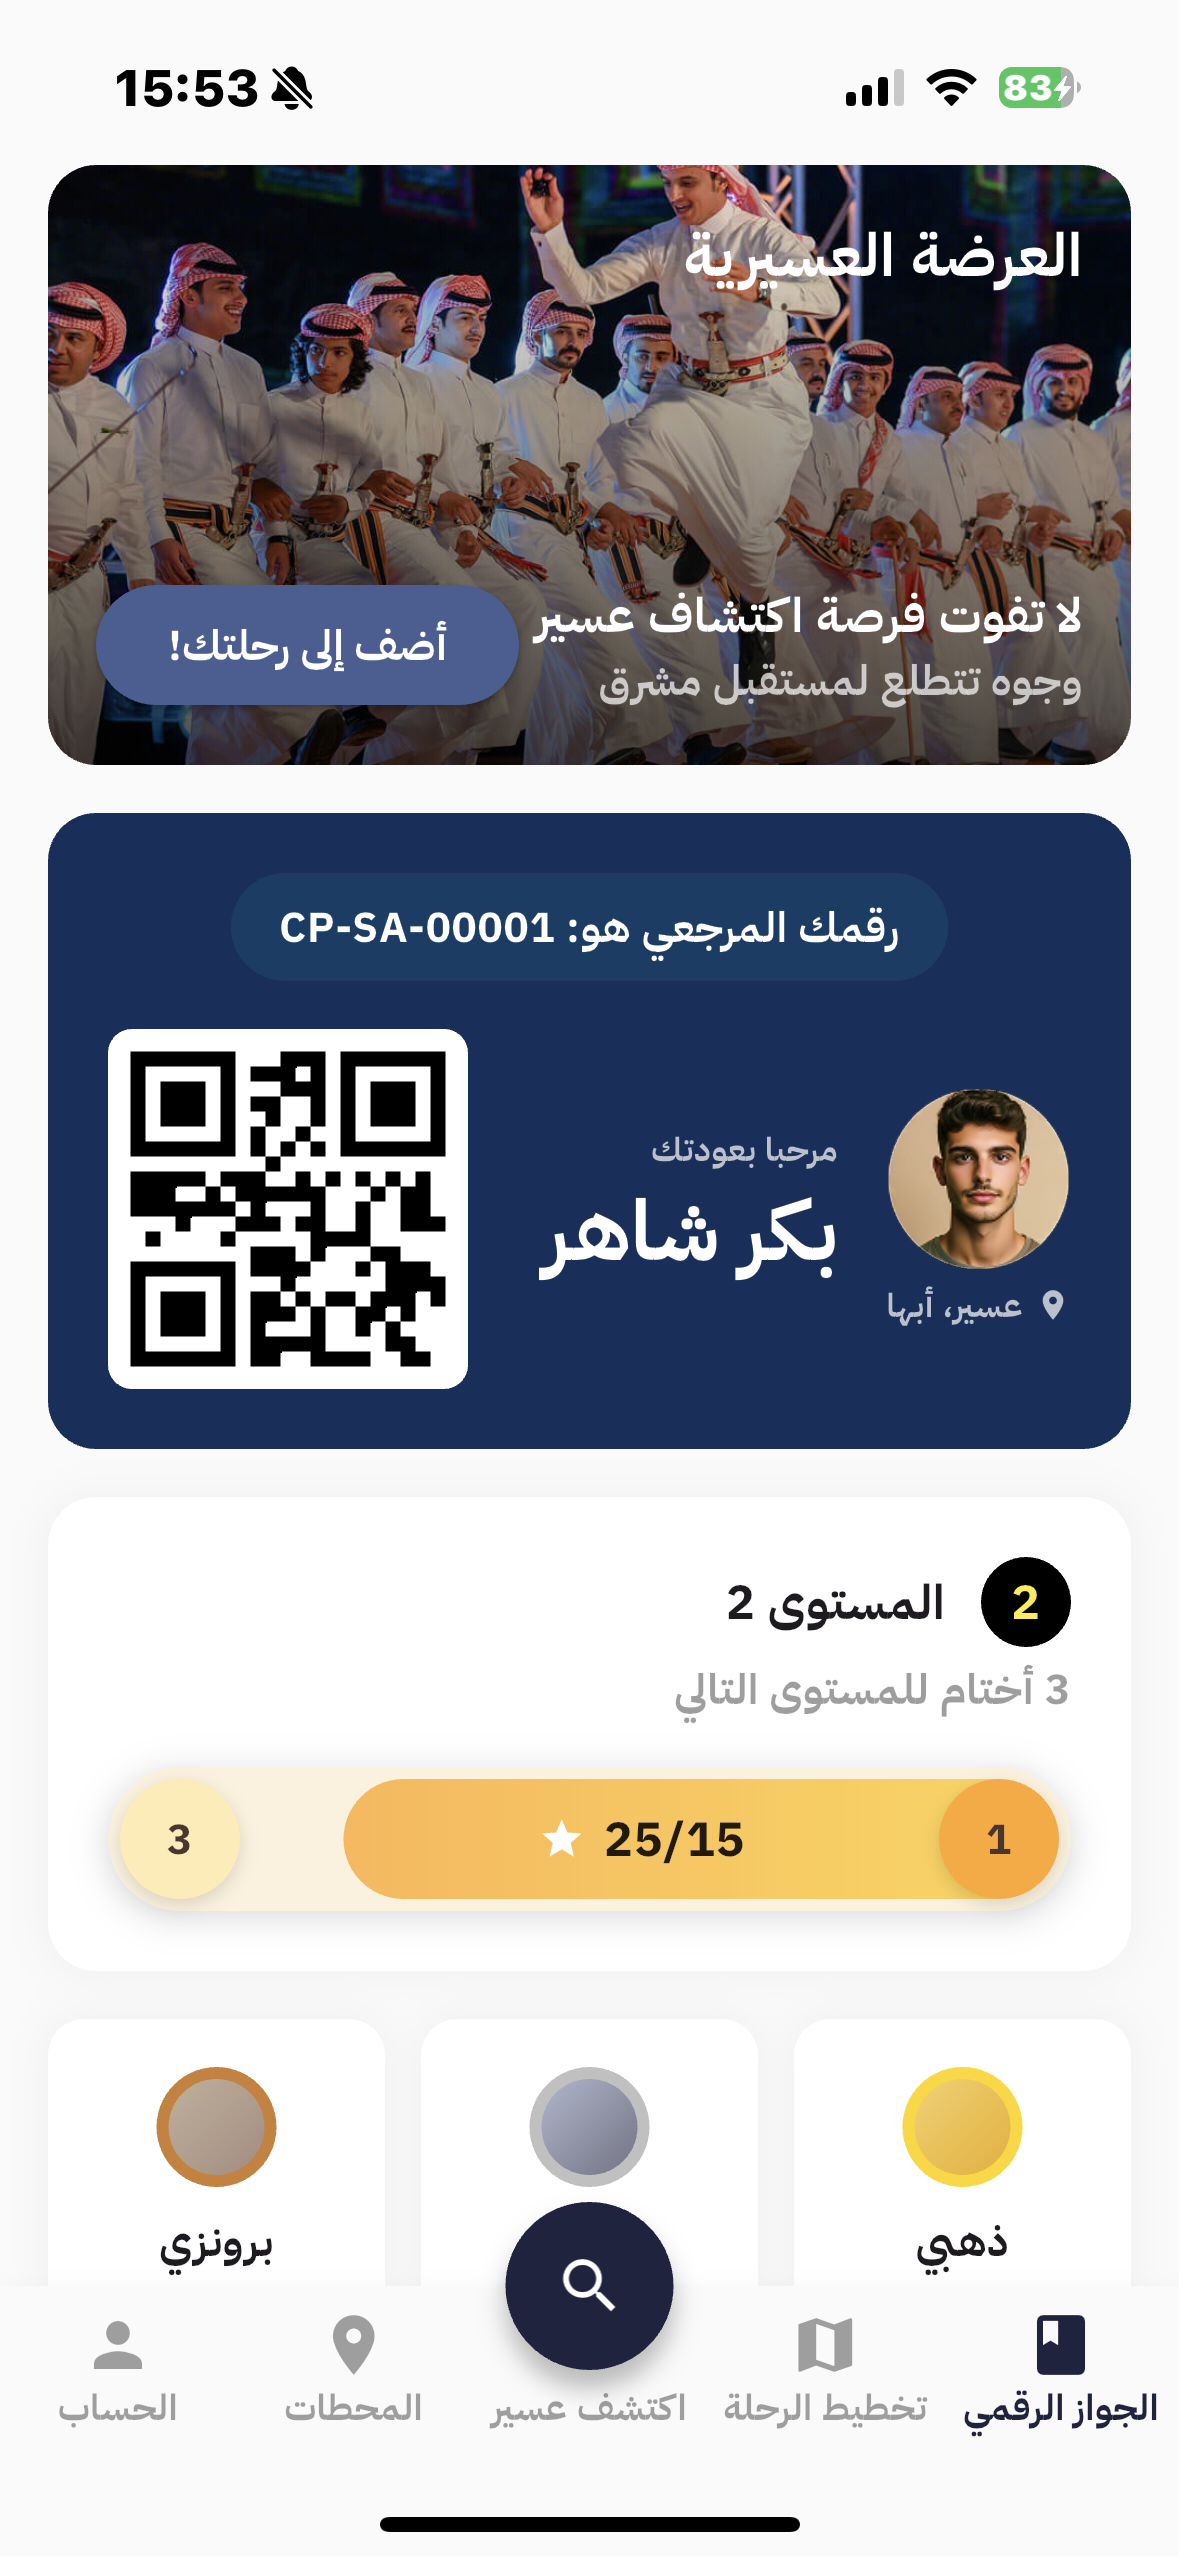 15:53
83
العرضة العسيرية
لا تفوت فرصة اكتشاف عسير
وجوه تتطلع لمستقبل مشرق
أضف إلى رحلتك!
رقمك المرجعي هو: CP-SA-00001
مرحبا بعودتك
بكر شاهر
عسير، أبها
2 المستوى 2
3 أختام للمستوى التالي
1
25/15
3
ذهبي
برونزي
الجواز الرقمي
تخطيط الرحلة
اكتشف عسير
المحطات
الحساب